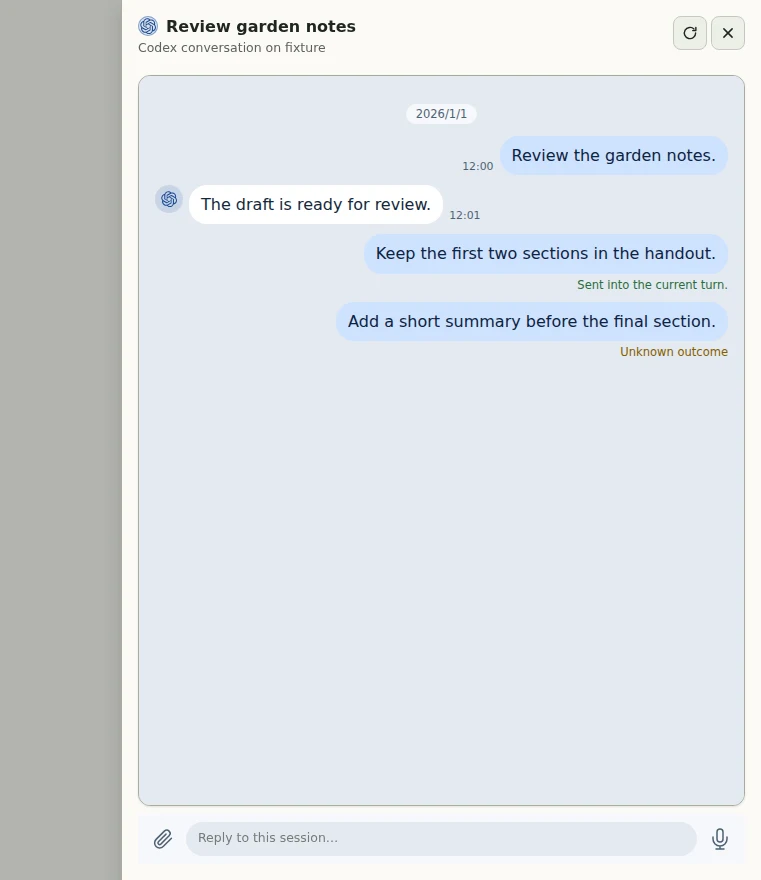 Review garden notes
Codex conversation on fixture
2026/1/1
Review the garden notes.
12:00
The draft is ready for review.
12:01
Keep the first two sections in the handout.
Sent into the current turn.
Add a short summary before the final section.
Unknown outcome
Reply to this session...